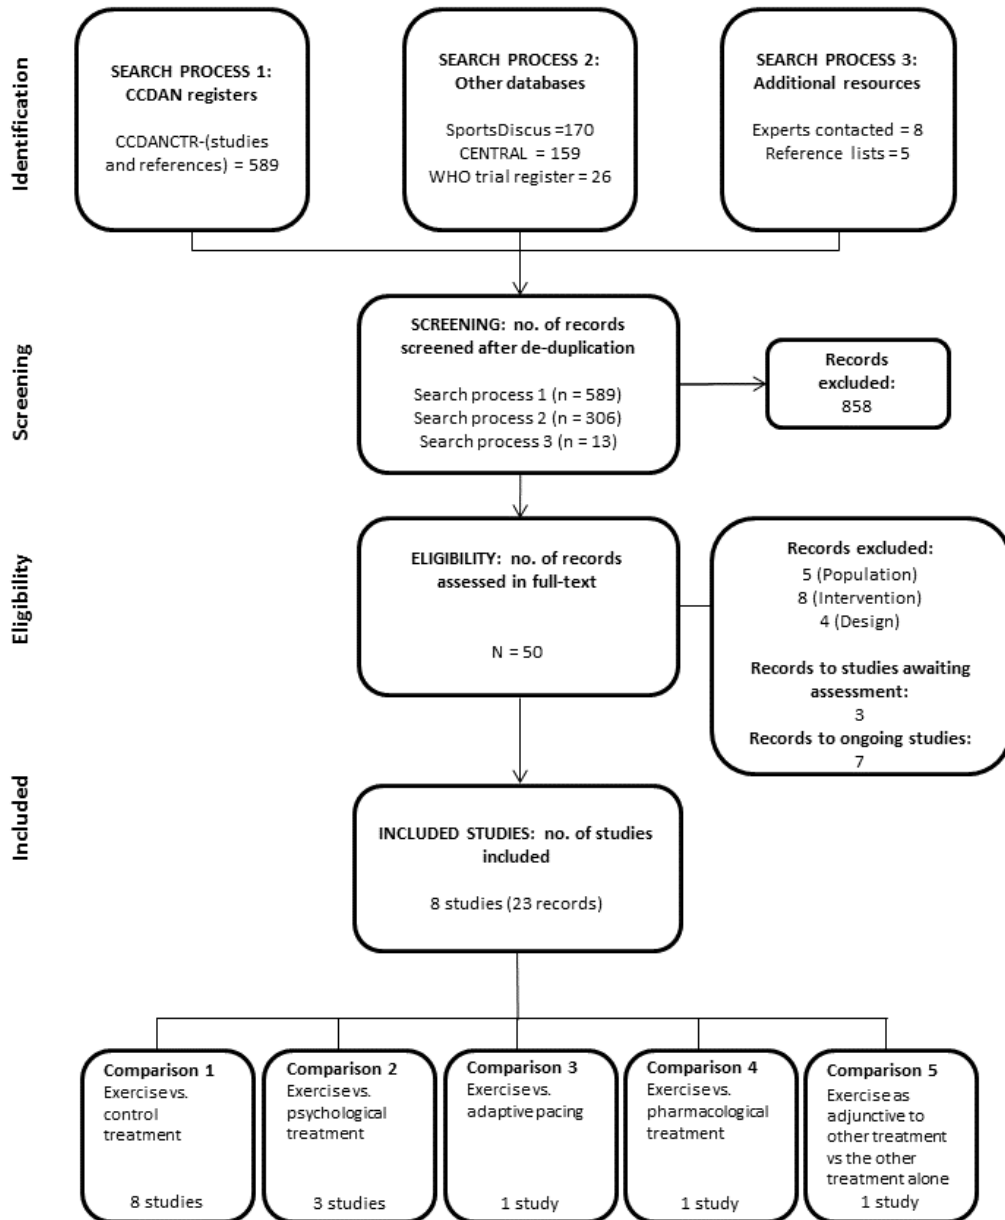 Identification
SEARCH PROCESS 1:
CCDAN registers
CCDANCTR-(studies
and references) = 589
SEARCH PROCESS 2:
Other databases
SportsDiscus =170
CENTRAL = 159
WHO trial register = 26
SEARCH PROCESS 3:
Additional resources
Experts contacted = 8
Reference lists = 5
Screening
SCREENING: no. of records
screened after de-duplication
Search process 1 (n = 589)
Search process 2 (n = 306)
Search process 3 (n = 13)
Records
excluded:
858
Eligibility
ELIGIBILITY: no. of records
assessed in full-text
N = 50
Records excluded:
5 (Population)
8 (Intervention)
4 (Design)
Records to studies awaiting
assessment:
3
Records to ongoing studies:
7
Included
INCLUDED STUDIES: no. of studies
included
8 studies (23 records)
Comparison 1
Exercise vs.
control
treatment
8 studies
Comparison 2
Exercise vs.
psychological
treatment
3 studies
Comparison 3
Exercise vs.
adaptive pacing
1 study
Comparison 4
Exercise vs.
pharmacological
treatment
1 study
Comparison 5
Exercise as
adjunctive to
other treatment
vs the other
treatment alone
1 study